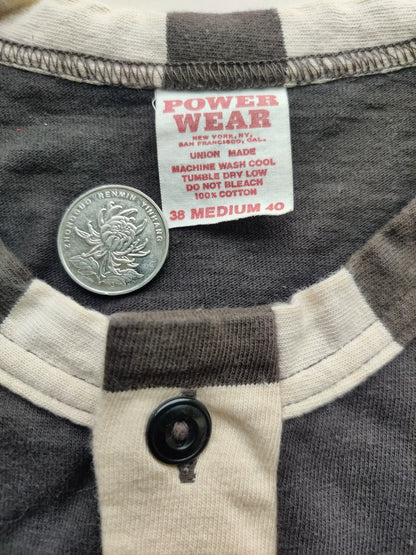 POWER
WEAR
NEW YORK, NY.
SAN FRANCISCO, CAL.
UNION MADE
MACHINE WASH COOL
TUMBLE DRY LOW
DO NOT BLEACH
100% COTTON
38 MEDIUM 40
ZHONGGUO RENMIN YINHANG